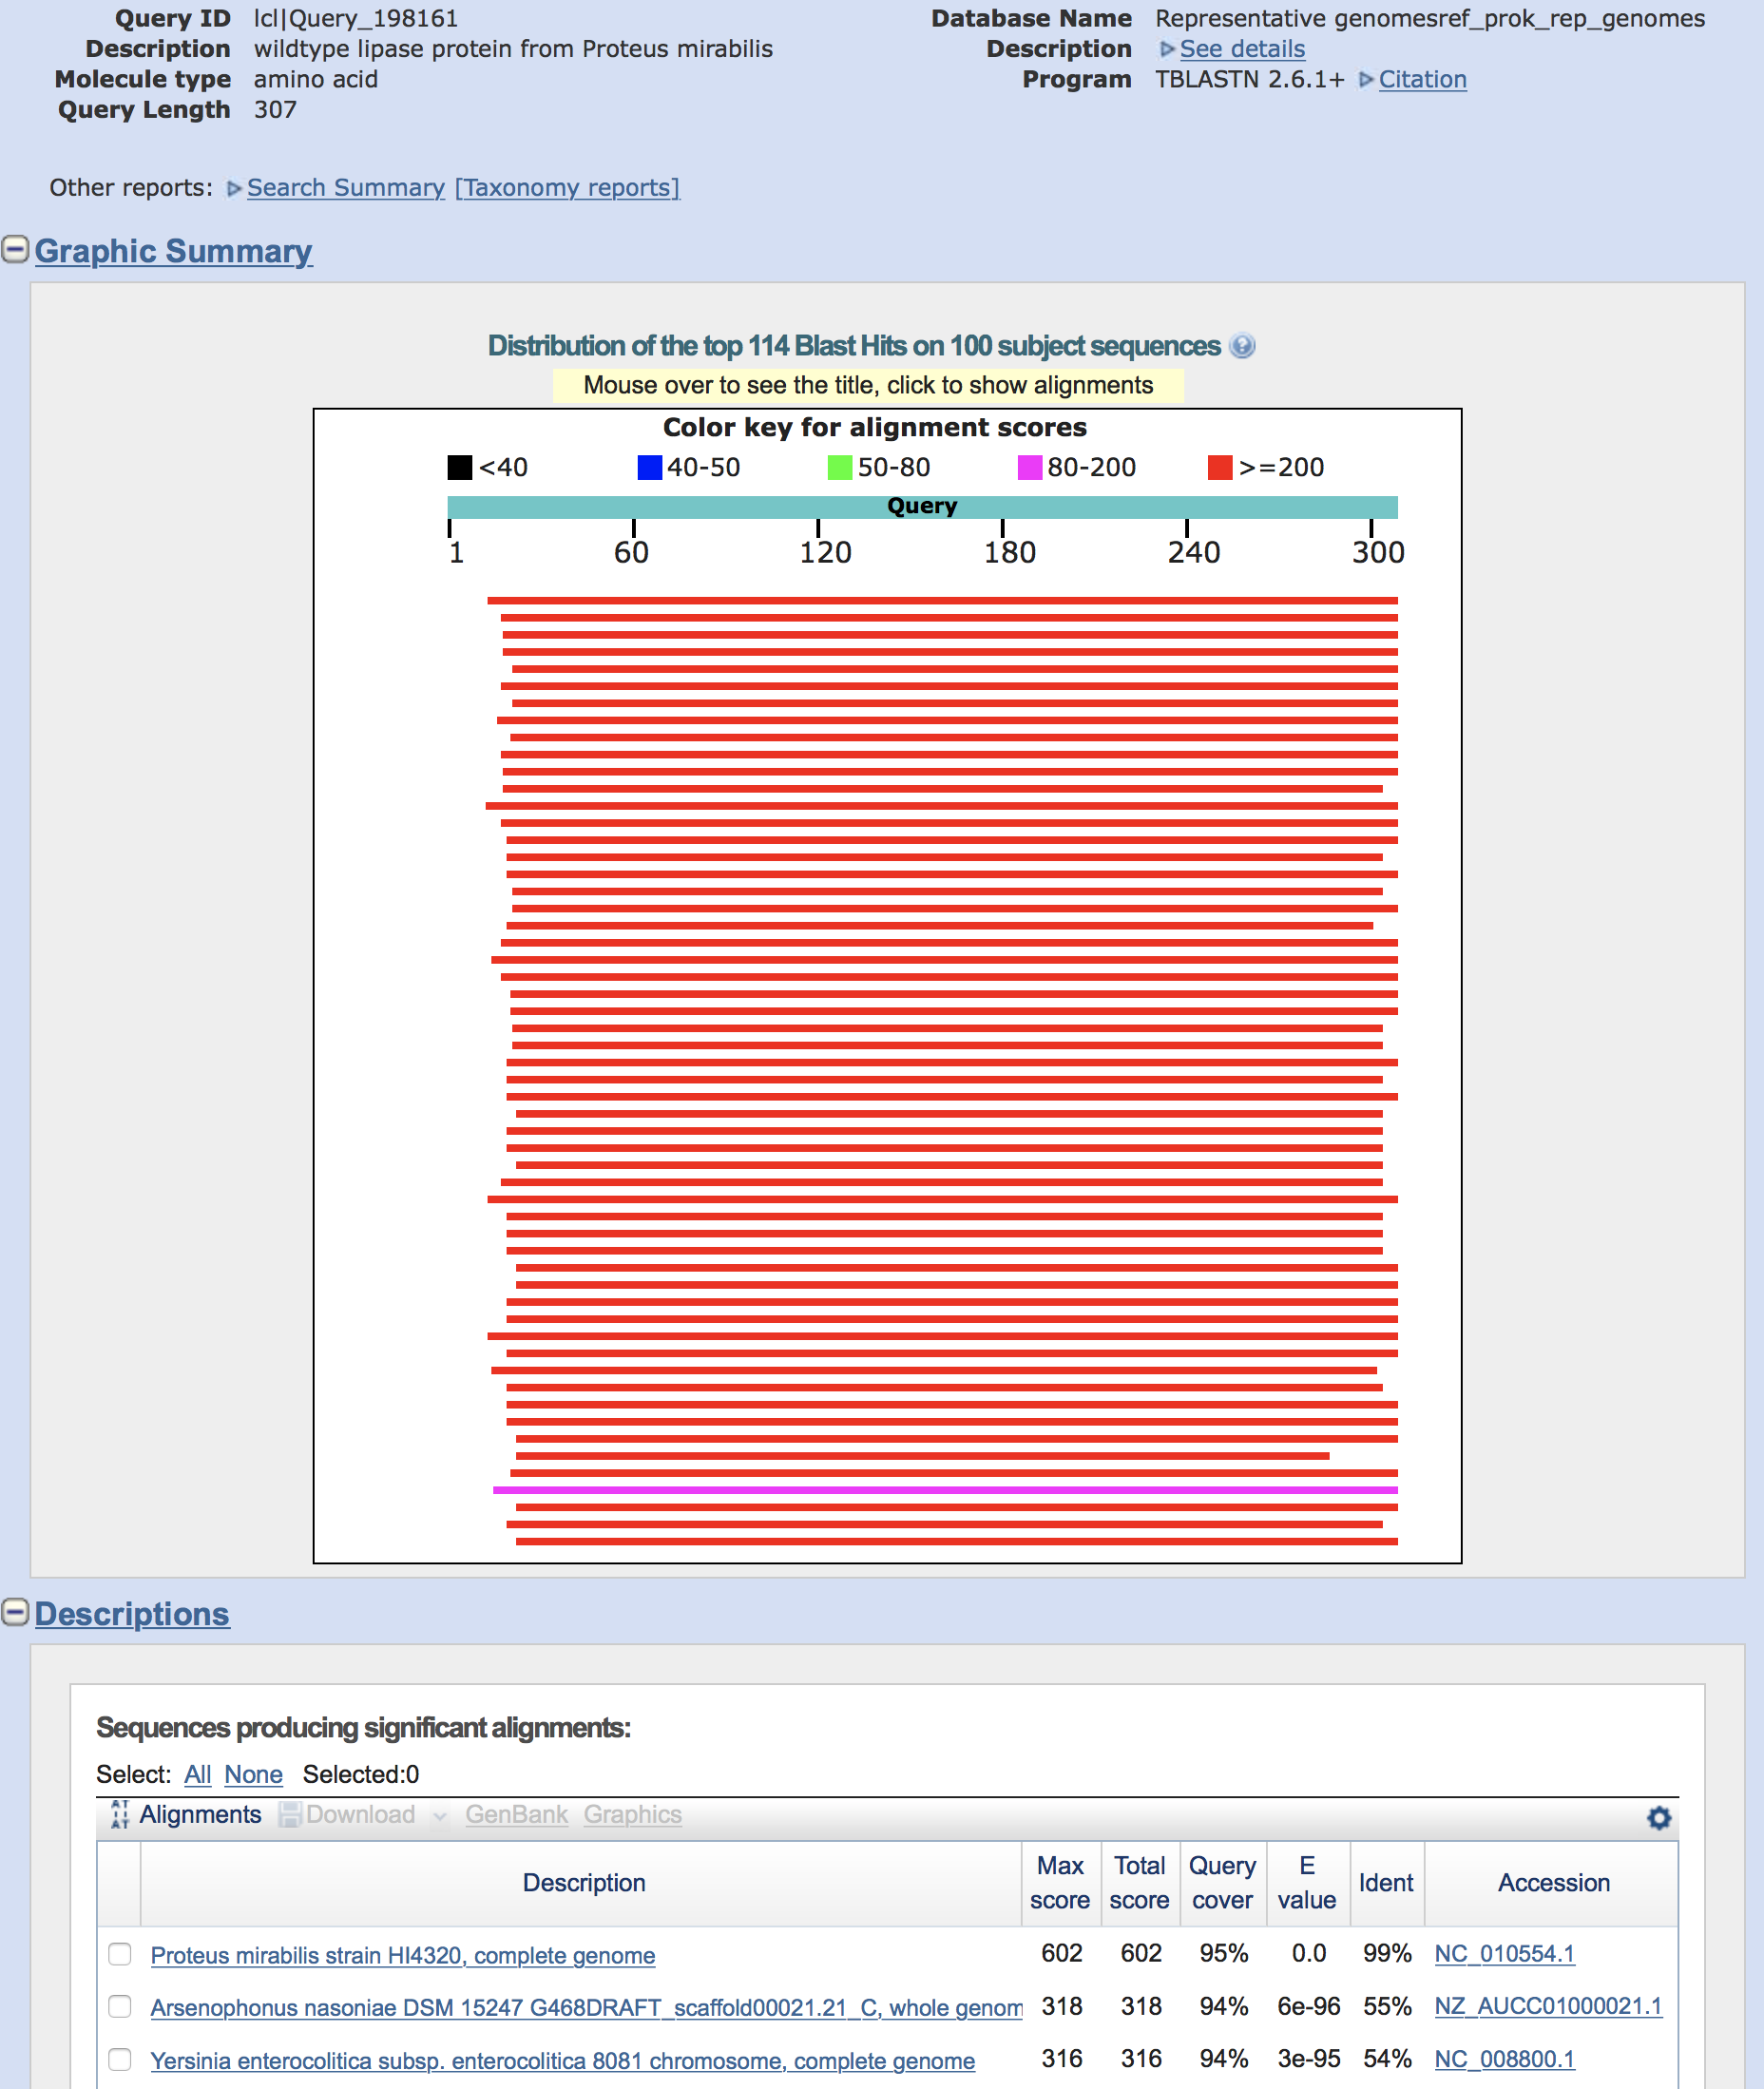 Query ID lcl|Query_198161
Description wildtype lipase protein from Proteus mirabilis
Molecule type amino acid
Query Length 307
Database Name Representative genomesref_prok_rep_genomes
Description See details
Program TBLASTN 2.6.1+ Citation
Other reports: Search Summary [Taxonomy reports]
Graphic Summary
Distribution of the top 114 Blast Hits on 100 subject sequences ?
Mouse over to see the title, click to show alignments
Color key for alignment scores
<40 40-50 50-80 80-200 >=200
Query
1 60 120 180 240 300
Descriptions
Sequences producing significant alignments:
Select: All None Selected:0
Alignments Download GenBank Graphics
Description Max score Total score Query cover E value Ident Accession
Proteus mirabilis strain HI4320, complete genome 602 602 95% 0.0 99% NC_010554.1
Arsenophonus nasoniae DSM 15247 G468DRAFT_scaffold00021.21_C, whole genom 318 318 94% 6e-96 55% NZ_AUCC01000021.1
Yersinia enterocolitica subsp. enterocolitica 8081 chromosome, complete genome 316 316 94% 3e-95 54% NC_008800.1